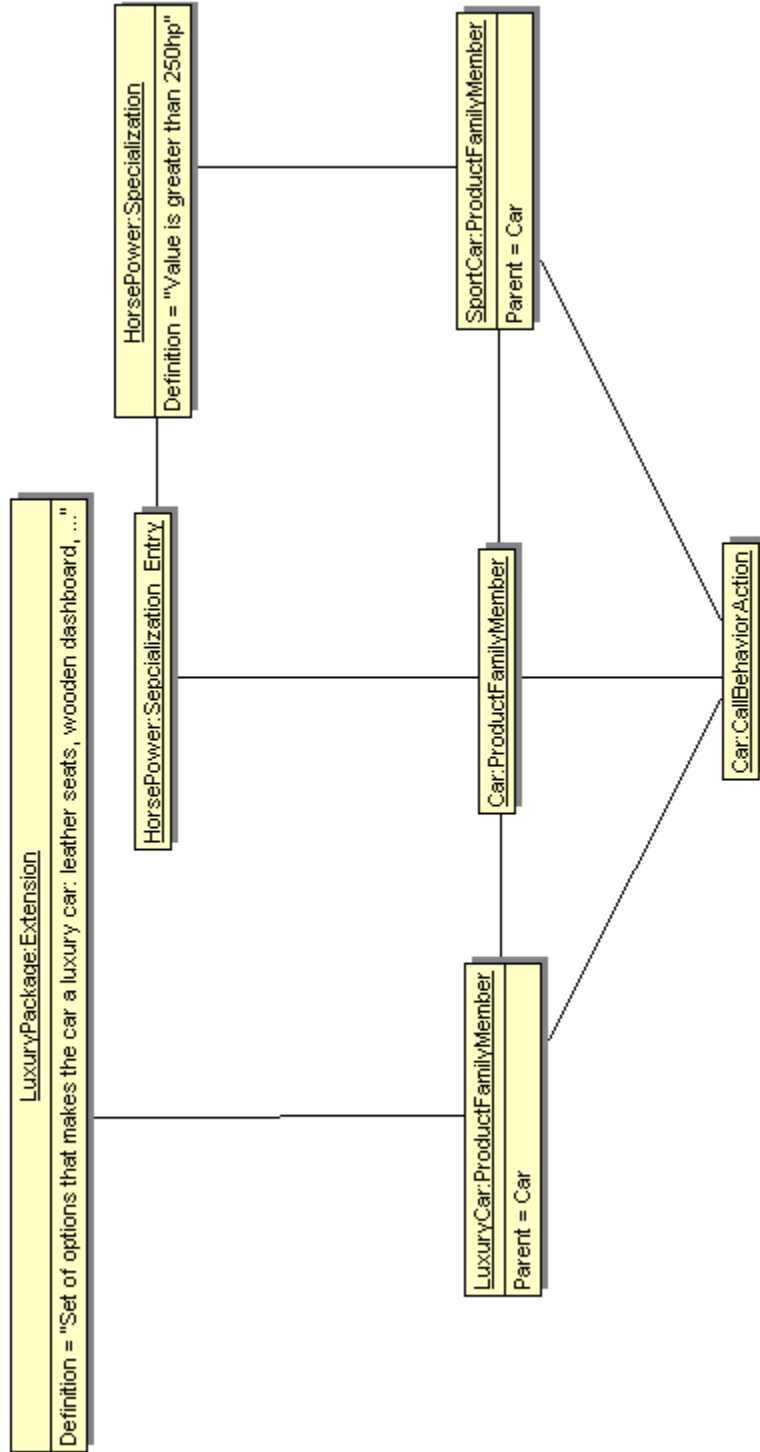 LuxuryPackage:Extension
Definition = "Set of options that makes the car a luxury car: leather seats, wooden dashboard, ..."
HorsePower:Sepcialization Entry
HorsePower:Specialization
Definition = "Value is greater than 250hp"
LuxuryCar:ProductFamilyMember
Parent = Car
Car:ProductFamilyMember
SportCar:ProductFamilyMember
Parent = Car
Car:CallBehaviorAction